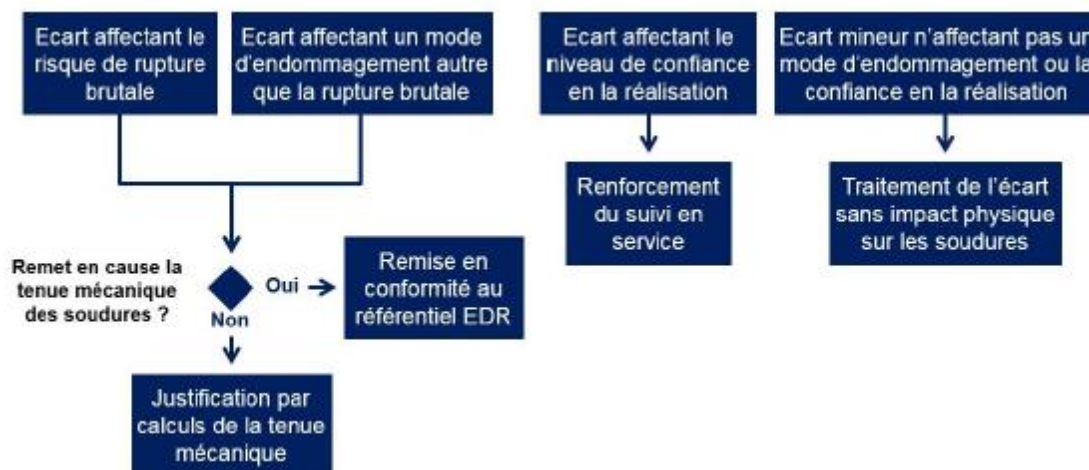 Ecart affectant le
risque de rupture
brutale
Ecart affectant un mode
d'endommagement autre
que la rupture brutale
Ecart affectant le
niveau de confiance
en la réalisation
Ecart mineur n'affectant pas un
mode d'endommagement ou la
confiance en la réalisation
Renforcement
du suivi en
service
Traitement de l'écart
sans impact physique
sur les soudures
Remet en cause la
tenue mécanique
des soudures ?
Oui
Remise en
conformité au
référentiel EDR
Non
Justification par
calculs de la tenue
mécanique